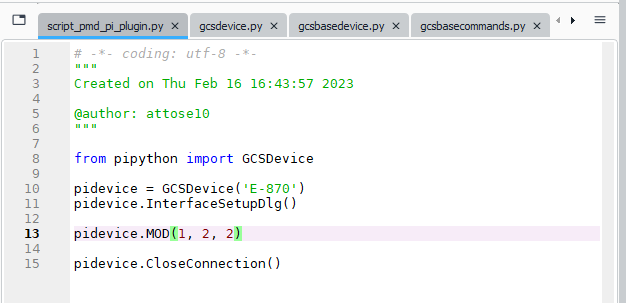 script_pmd_pi_plugin.py
gcsdevice.py
gcsbasedevice.py
gcsbasecommands.py
1 # -*- coding: utf-8 -*-
2 """
3 Created on Thu Feb 16 16:43:57 2023
4
5 @author: attose10
6 """
7
8 from pipython import GCSDevice
9
10 pidevice = GCSDevice('E-870')
11 pidevice.InterfaceSetupDlg()
12
13 pidevice.MOD(1, 2, 2)
14
15 pidevice.CloseConnection()